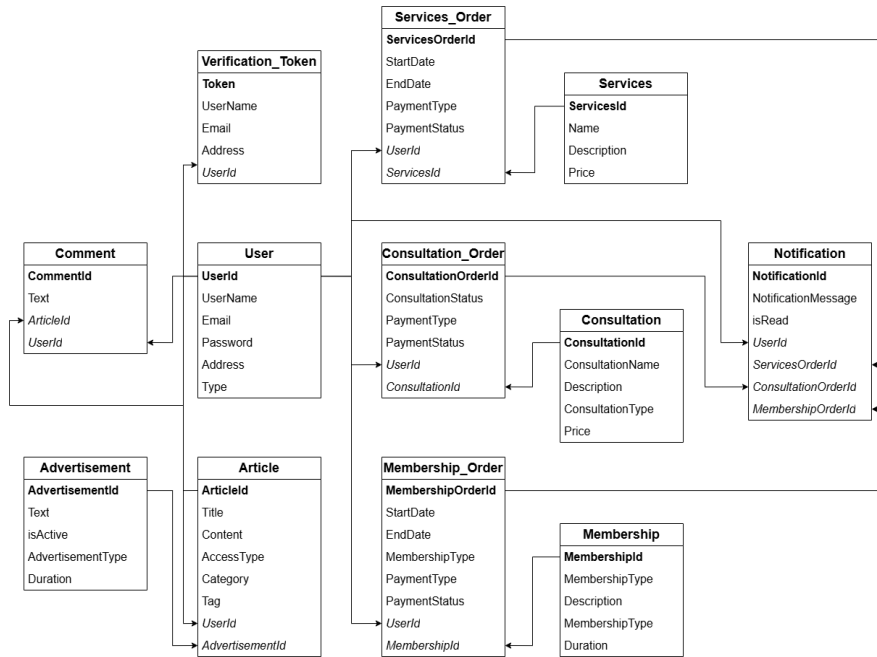 Services_Order
ServicesOrderId
StartDate
EndDate
PaymentType
PaymentStatus
UserId
ServicesId
Verification_Token
Token
UserName
Email
Address
UserId
Services
ServicesId
Name
Description
Price
Comment
CommentId
Text
ArticleId
UserId
User
UserId
UserName
Email
Password
Address
Type
Consultation_Order
ConsultationOrderId
ConsultationStatus
PaymentType
PaymentStatus
UserId
ConsultationId
Consultation
ConsultationId
ConsultationName
Description
ConsultationType
Price
Notification
NotificationId
NotificationMessage
isRead
UserId
ServicesOrderId
ConsultationOrderId
MembershipOrderId
Advertisement
AdvertisementId
Text
isActive
AdvertisementType
Duration
Article
ArticleId
Title
Content
AccessType
Category
Tag
UserId
AdvertisementId
Membership_Order
MembershipOrderId
StartDate
EndDate
MembershipType
PaymentType
PaymentStatus
UserId
MembershipId
Membership
MembershipId
MembershipType
Description
MembershipType
Duration